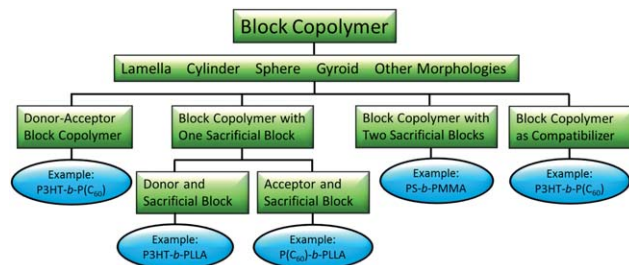 Block Copolymer
Lamella Cylinder Sphere Gyroid Other Morphologies
Donor-Acceptor
Block Copolymer
Block Copolymer with
One Sacrificial Block
Block Copolymer with
Two Sacrificial Blocks
Block Copolymer
as Compatibilizer
Example:
P3HT-b-P(C₆₀)
Donor and
Sacrificial Block
Acceptor and
Sacrificial Block
Example:
PS-b-PMMA
Example:
P3HT-b-P(C₆₀)
Example:
P3HT-b-PLLA
Example:
P(C₆₀)-b-PLLA